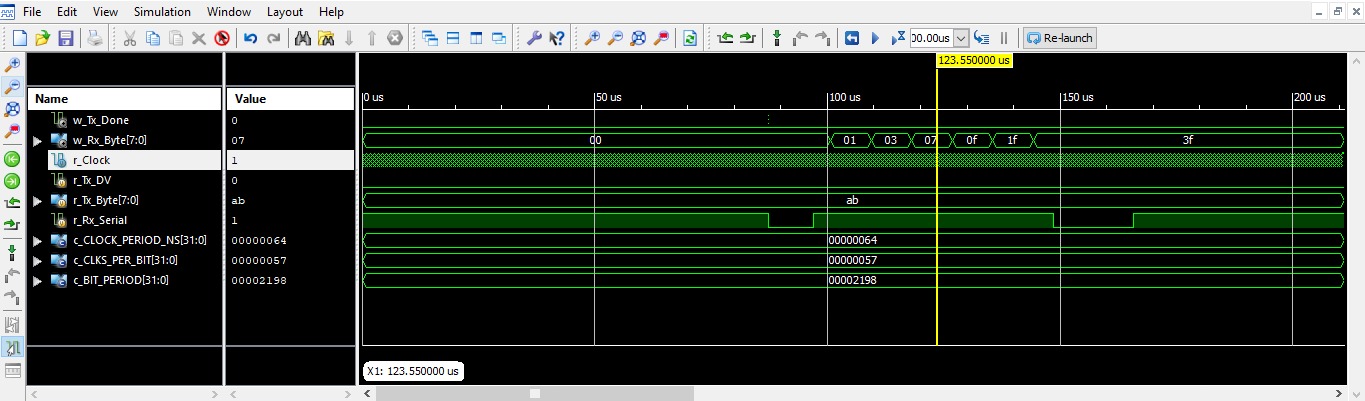 File Edit View Simulation Window Layout Help
00.00us Re-launch
123.550000 us
Name Value 0 us 50 us 100 us 150 us 200 us
w_Tx_Done 0
w_Rx_Byte[7:0] 07 00 01 03 07 0f 1f 3f
r_Clock 1
r_Tx_DV 0
r_Tx_Byte[7:0] ab ab
r_Rx_Serial 1
c_CLOCK_PERIOD_NS[31:0] 00000064 00000064
c_CLKS_PER_BIT[31:0] 00000057 00000057
c_BIT_PERIOD[31:0] 00002198 00002198
X1: 123.550000 us